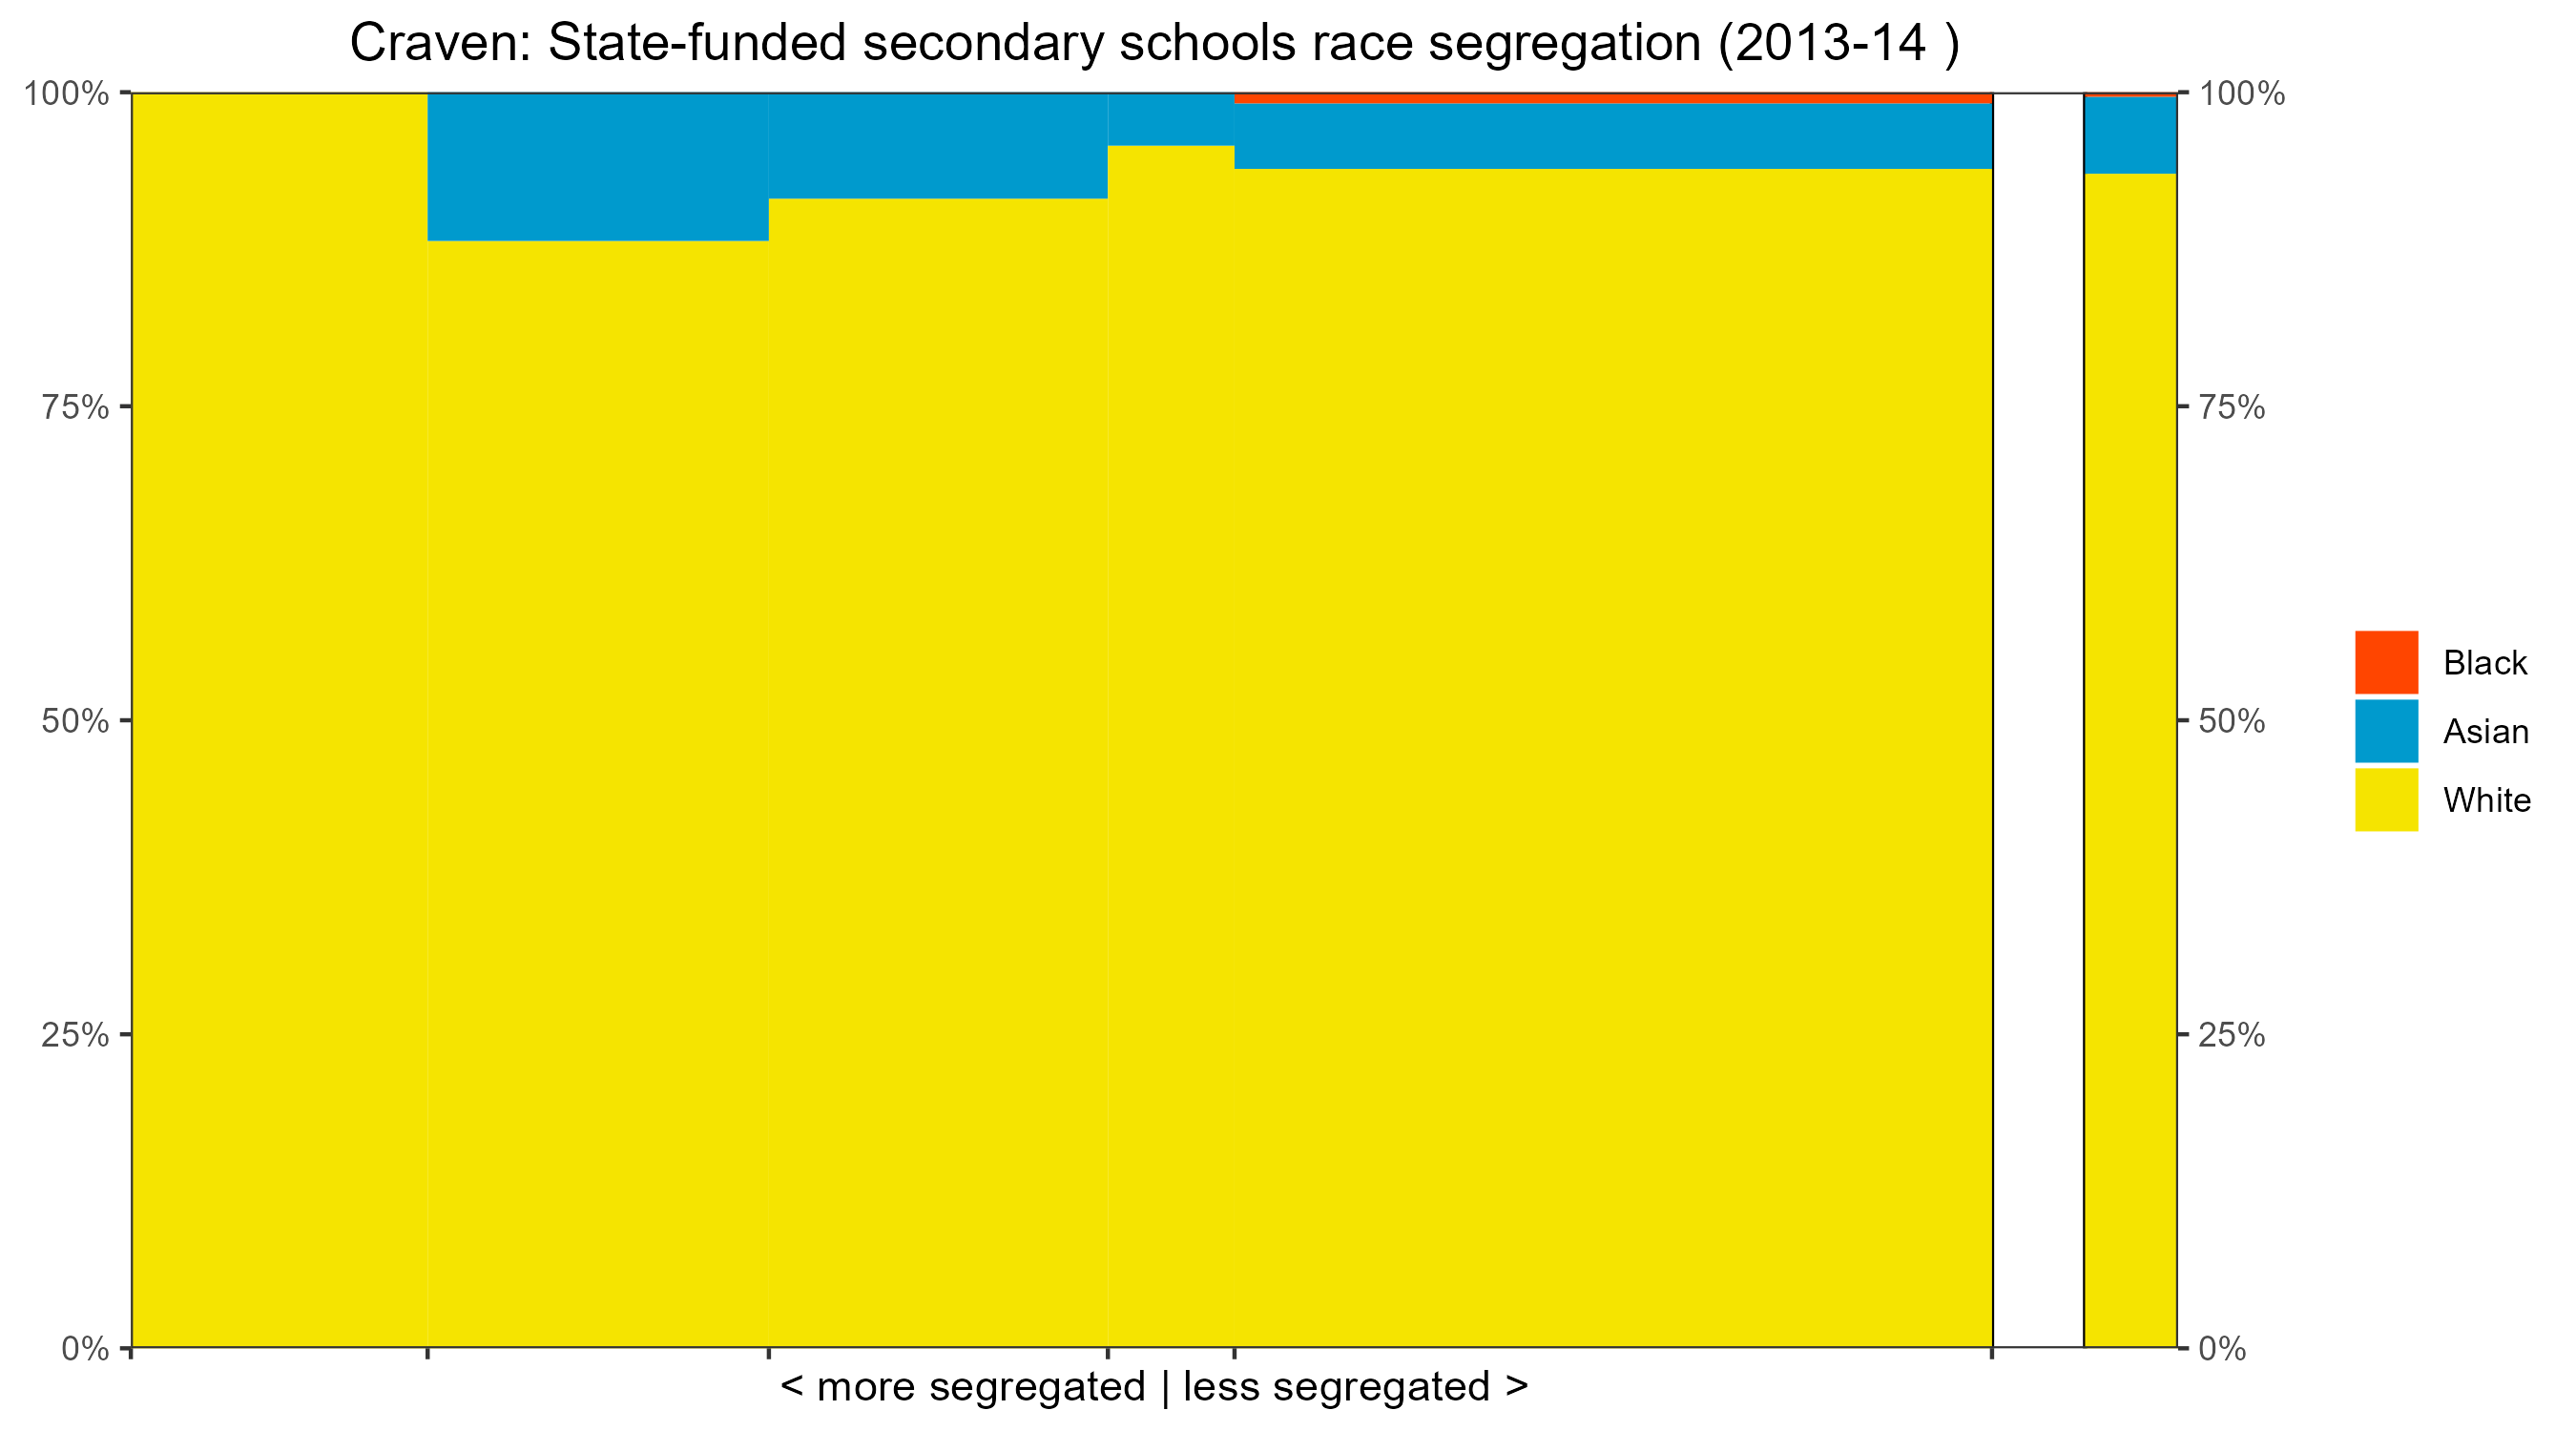 Craven: State-funded secondary schools race segregation (2013-14 )
100%
75%
50%
25%
0%
100%
75%
50%
25%
0%
< more segregated | less segregated >
Black
Asian
White